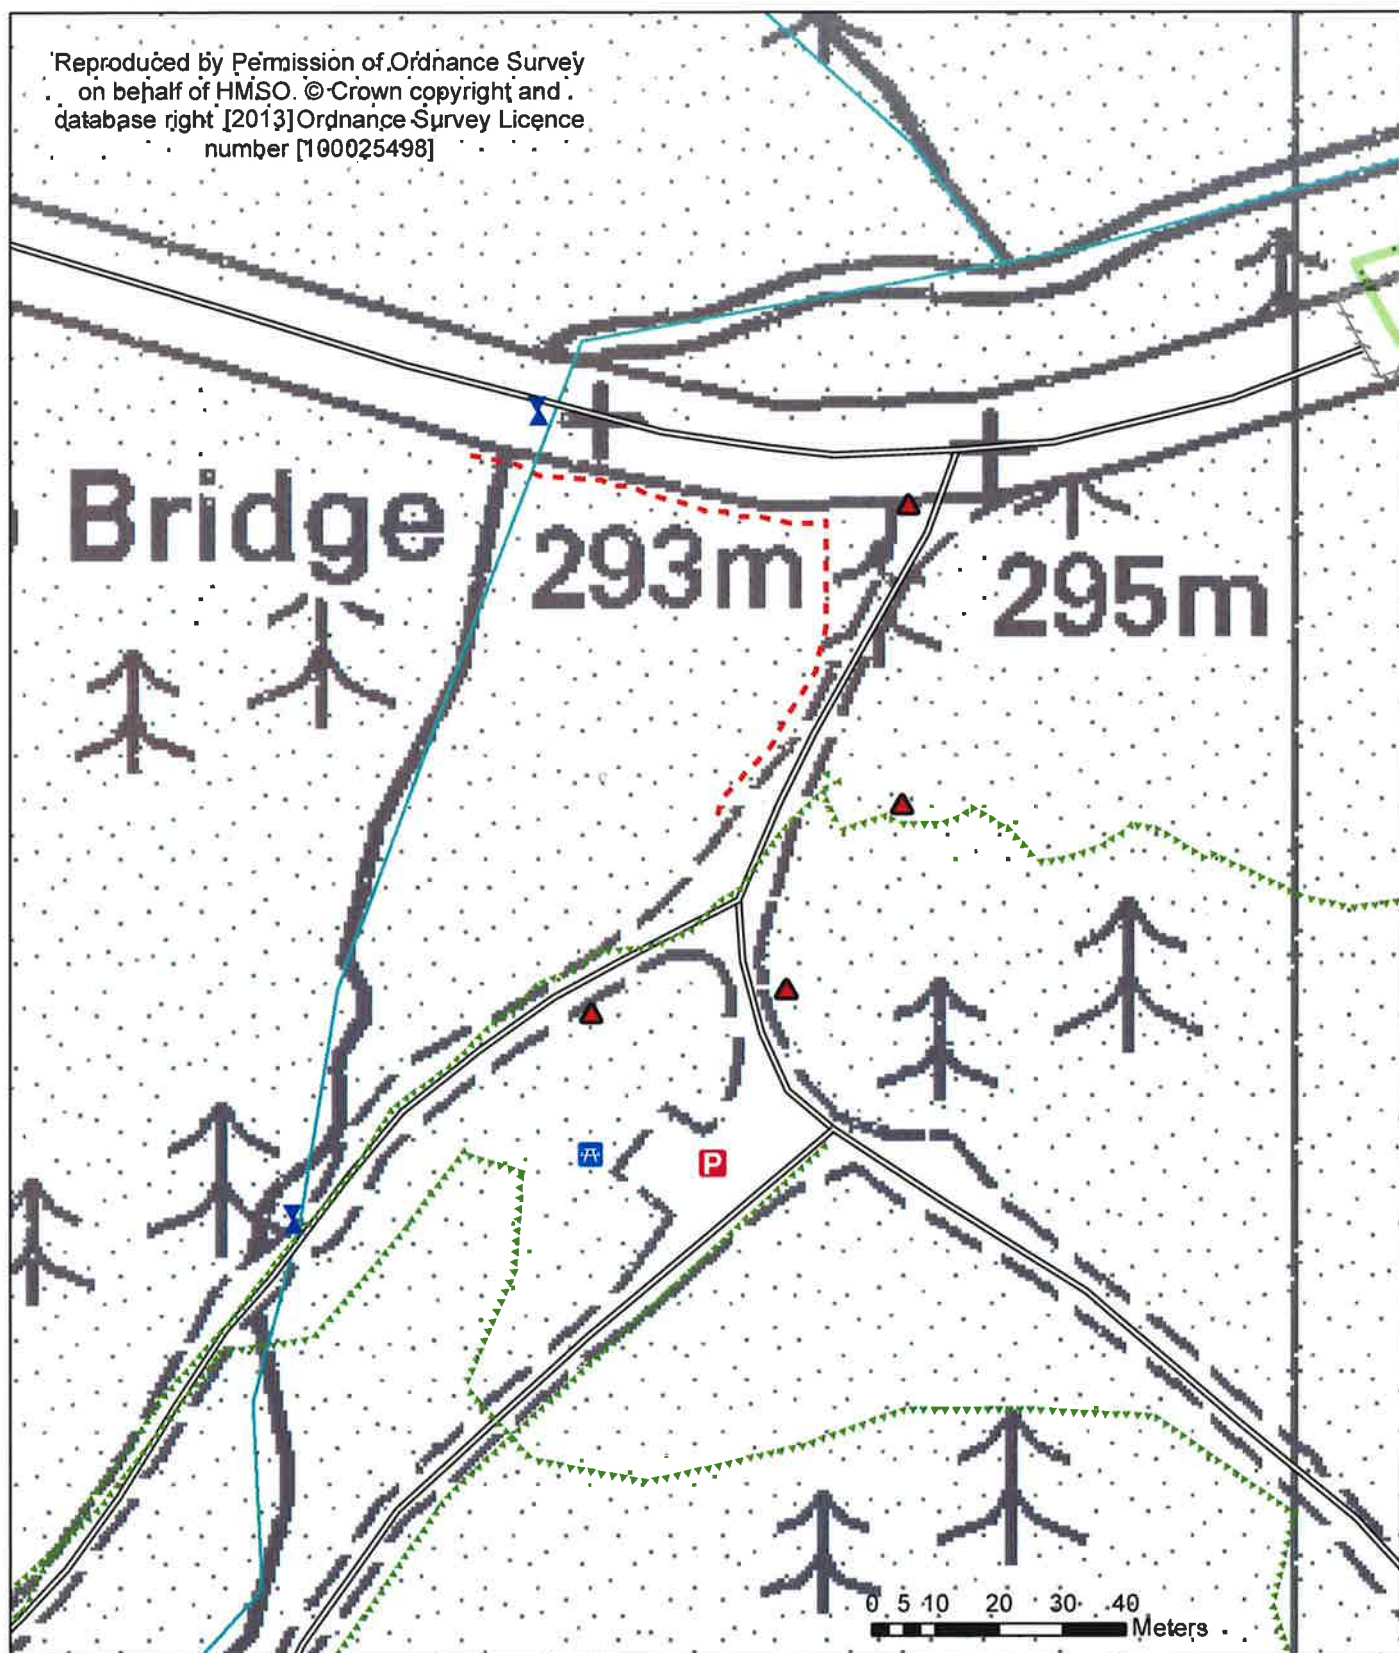 Reproduced by Permission of Ordnance Survey
on behalf of HMSO. © Crown copyright and
database right [2013] Ordnance Survey Licence
number [100025498]
Bridge
293m
295m
P
0 5 10 20 30 40
Meters